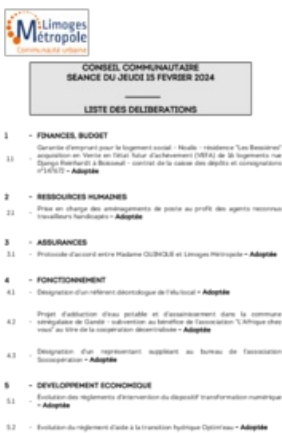 Limoges
Métropole
Communauté urbaine
CONSEIL COMMUNAUTAIRE
SEANCE DU JEUDI 15 FEVRIER 2024
LISTE DES DELIBERATIONS
1 - FINANCES, BUDGET
Garantie d'emprunt pour le logement social - Noalis - résidence "Les Bessières"
1.1 - acquisition en Vente en l'état futur d'achèvement (VEFA) de 16 logements rue
Django Reinhardt à Boisseuil - contrat de la caisse des dépôts et consignations
– Adoptée
2 - RESSOURCES HUMAINES
2.1 - Prise en charge des aménagements de poste au profit des agents reconnus
travailleurs handicapés – Adoptée
3 - ASSURANCES
3.1 - Protocole d'accord entre Madame et Limoges Métropole – Adoptée
4 - FONCTIONNEMENT
4.1 - Désignation d'un référent déontologue de l'élu local – Adoptée
Projet d'adduction d'eau potable et d'assainissement dans la commune
4.2 - sénégalaise de Gandé - subvention au bénéfice de l'association "L'Afrique chez
vous" au titre de la coopération décentralisée – Adoptée
4.3 - Désignation d'un représentant suppléant au bureau de l'association
– Adoptée
5 - DEVELOPPEMENT ECONOMIQUE
5.1 - Evolution des règlements d'intervention du dispositif transformation numérique
– Adoptée
5.2 - Evolution du règlement d'aide à la transition hydrique Optim'eau – Adoptée